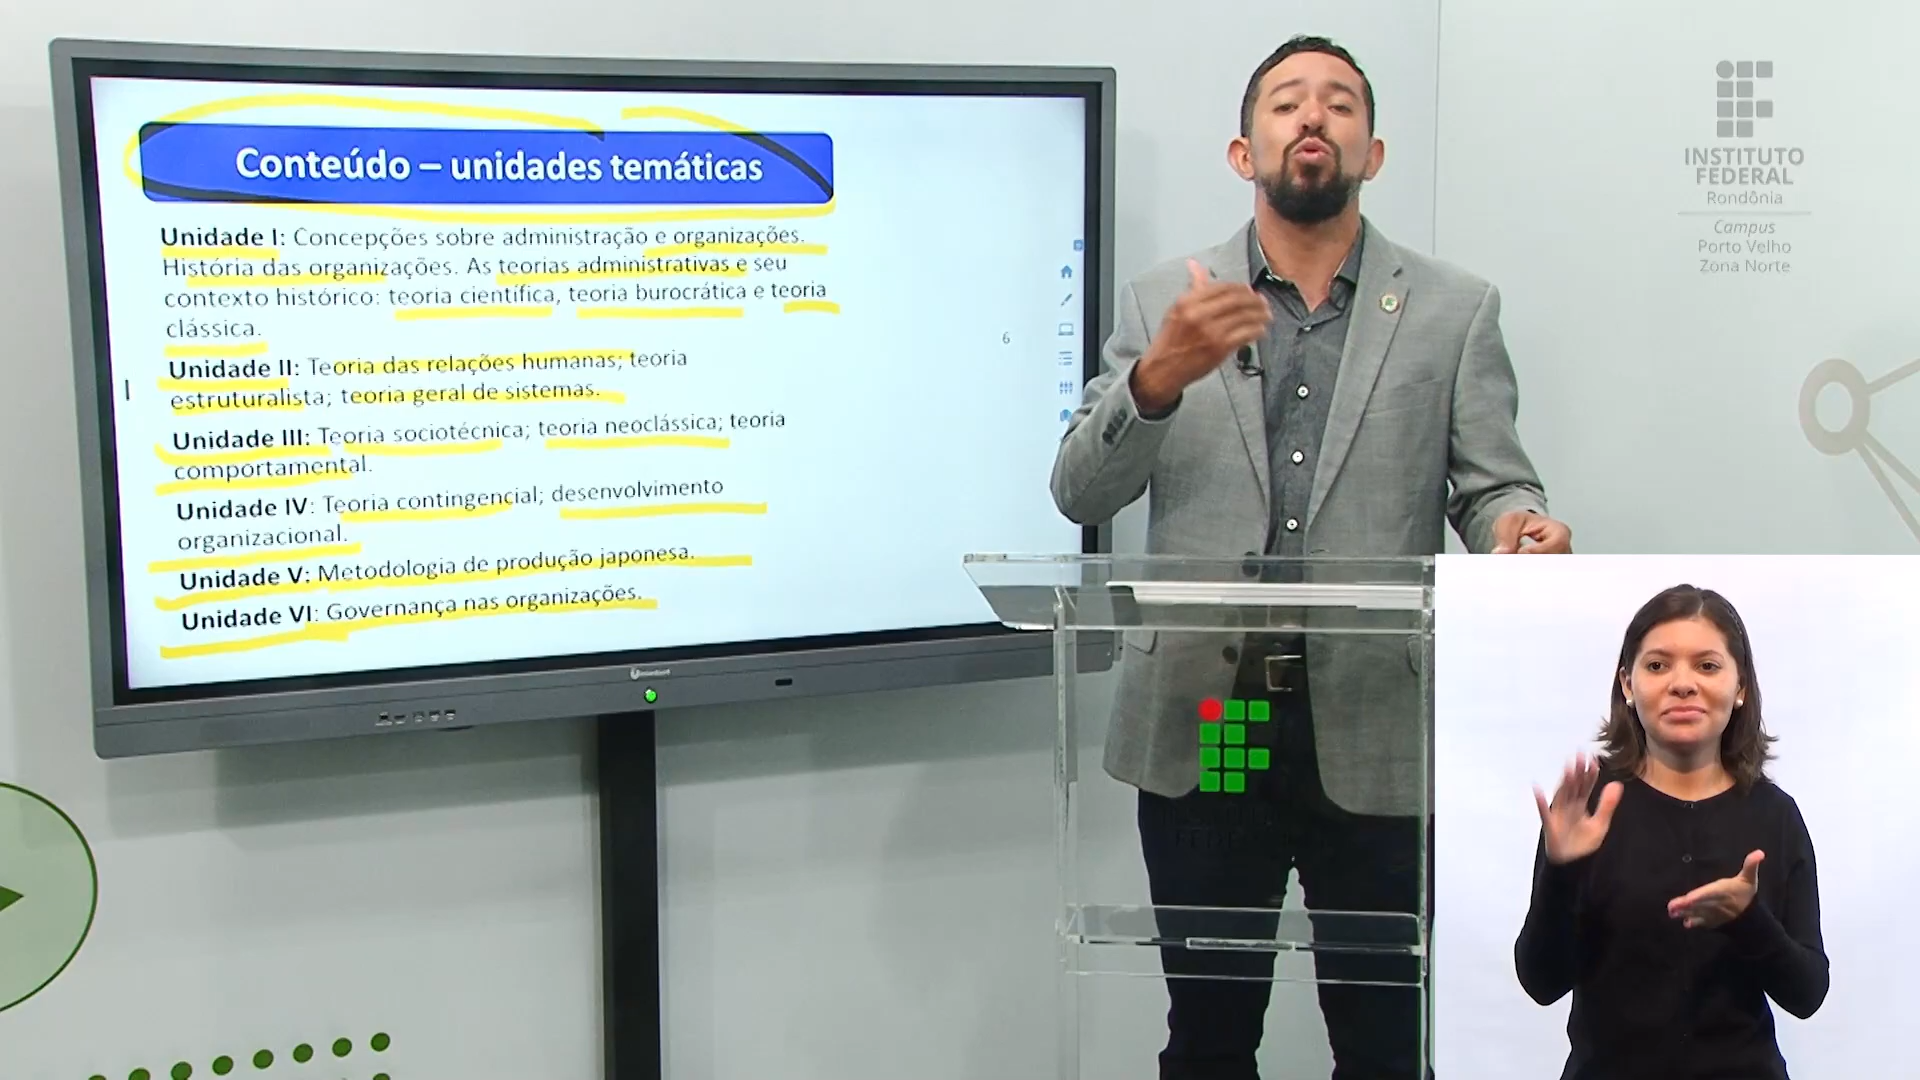 Conteúdo – unidades temáticas
Unidade I: Concepções sobre administração e organizações.
História das organizações. As teorias administrativas e seu
contexto histórico: teoria científica, teoria burocrática e teoria
clássica.
Unidade II: Teoria das relações humanas; teoria
estruturalista; teoria geral de sistemas.
Unidade III: Teoria sociotécnica; teoria neoclássica; teoria
comportamental.
Unidade IV: Teoria contingencial; desenvolvimento
organizacional.
Unidade V: Metodologia de produção japonesa.
Unidade VI: Governança nas organizações.
6
INSTITUTO
FEDERAL
Rondônia
Campus
Porto Velho
Zona Norte